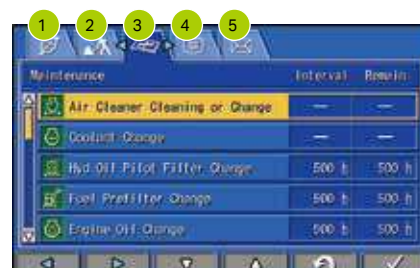 1 2 3 4 5
Maintenance Interval Remain
Air Cleaner Cleaning or Change — —
Coolant Change — —
Hyd Oil Pilot Filter Change 500 h 500 h
Fuel Prefilter Change 500 h 500 h
Engine Oil Change 500 h 500 h